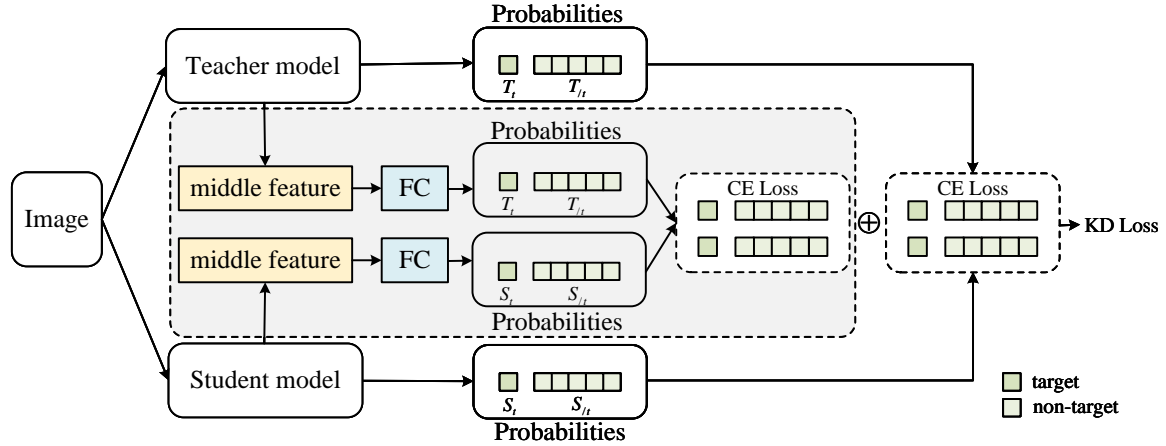 Probabilities
Teacher model
T_t T_{/t}
Probabilities
middle feature
FC
T_t T_{/t}
CE Loss
CE Loss
Image
KD Loss
middle feature
FC
S_t S_{/t}
Probabilities
Student model
S_t S_{/t}
Probabilities
target
non-target